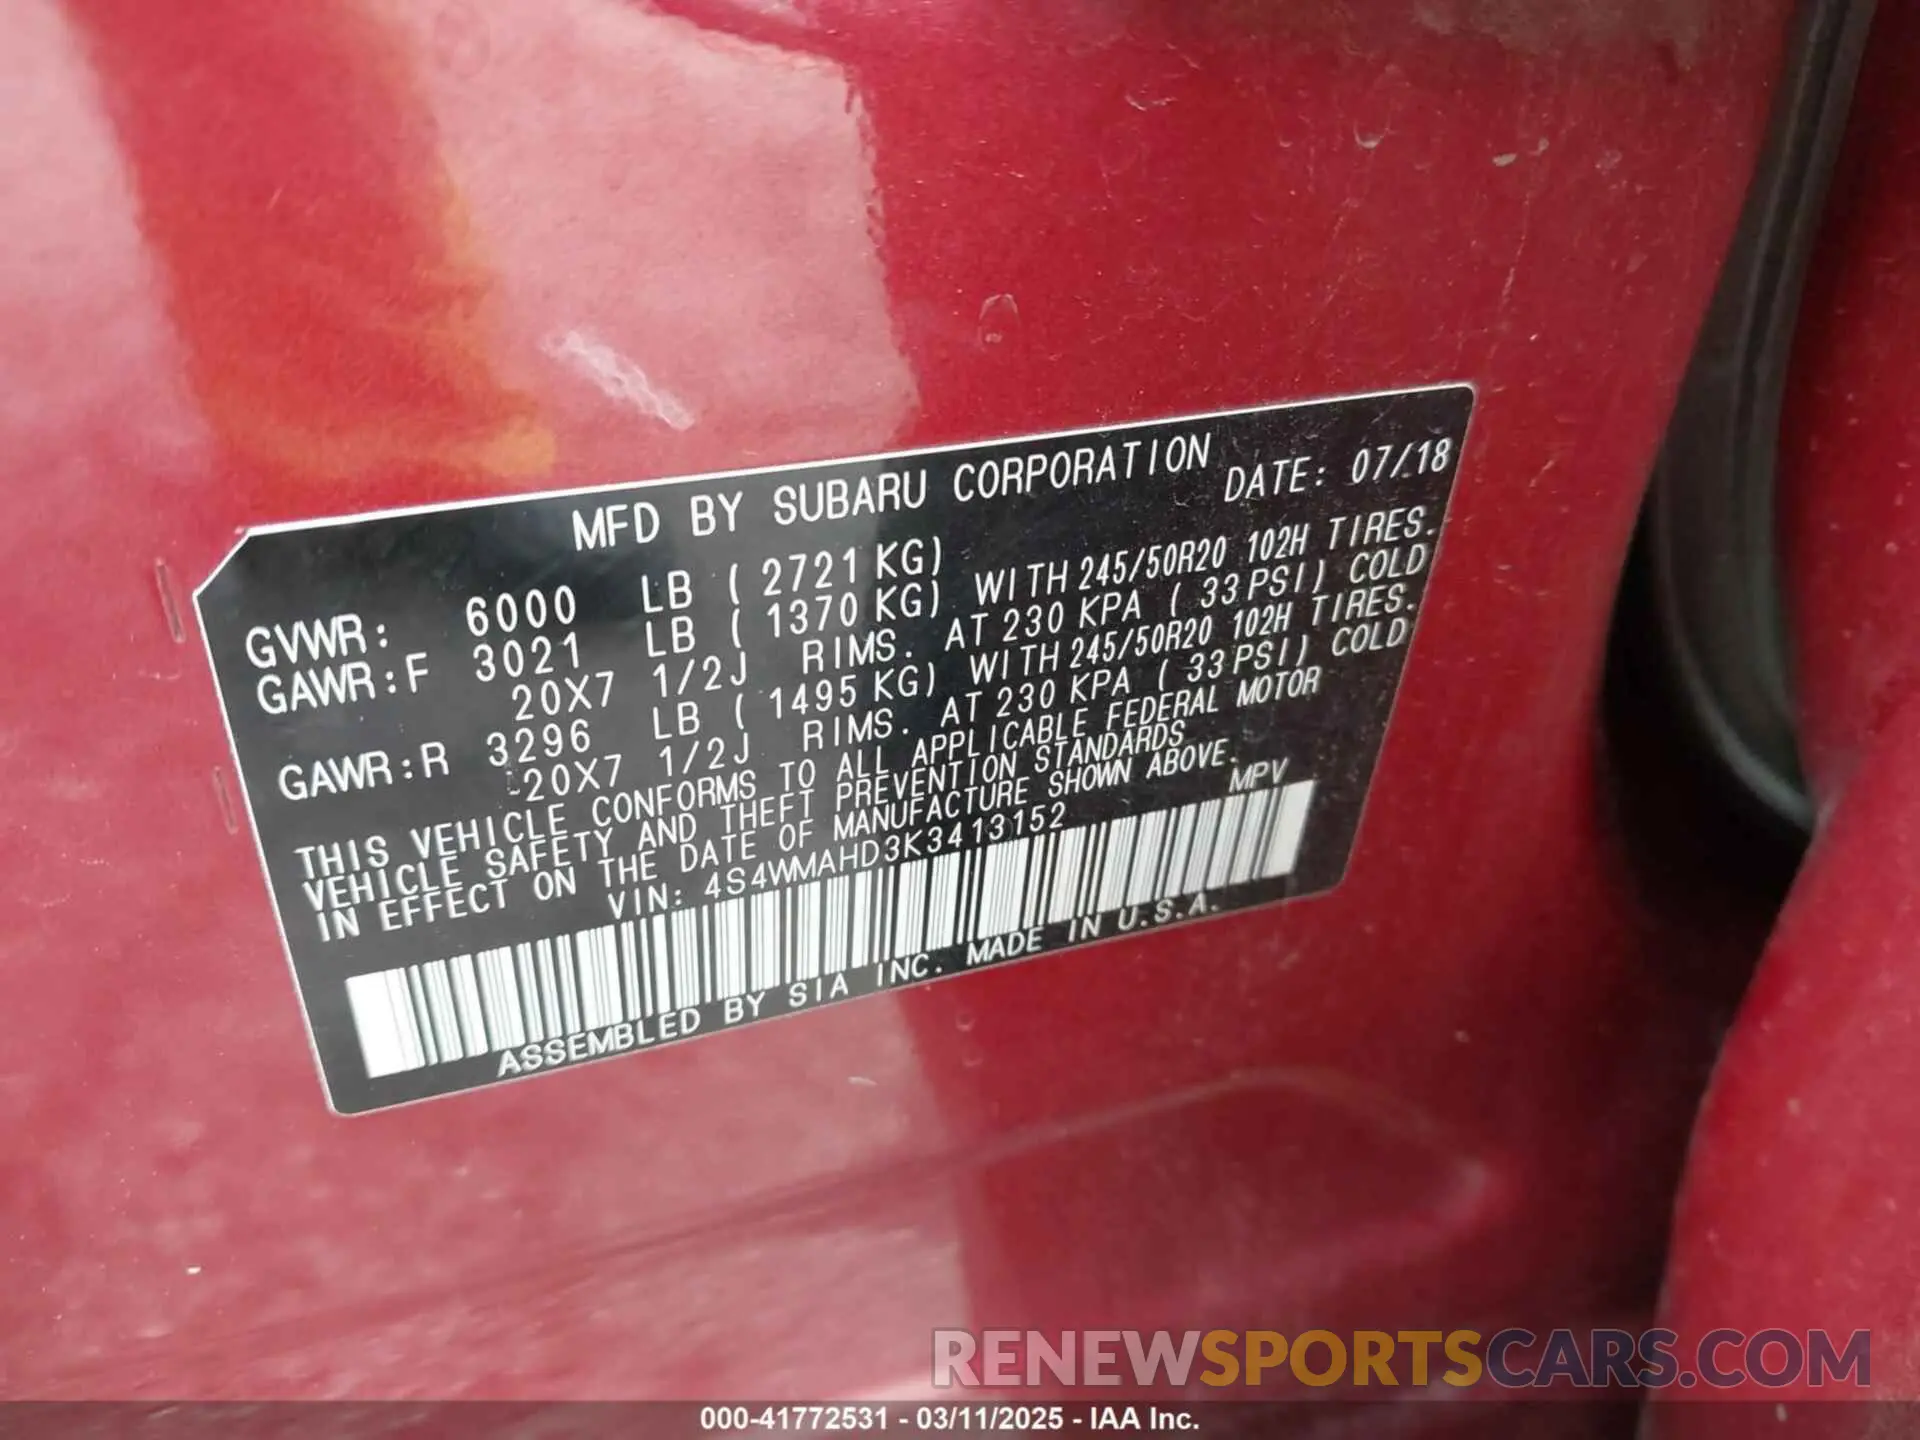 MFD BY SUBARU CORPORATION DATE: 07/18
GVWR: 6000 LB (2721 KG)
GAWR:F 3021 LB (1370 KG) WITH 245/50R20 102H TIRES.
20X7 1/2J RIMS. AT 230 KPA (33 PSI) COLD
GAWR:R 3296 LB (1495 KG) WITH 245/50R20 102H TIRES.
20X7 1/2J RIMS. AT 230 KPA (33 PSI) COLD
THIS VEHICLE CONFORMS TO ALL APPLICABLE FEDERAL MOTOR
VEHICLE SAFETY AND THEFT PREVENTION STANDARDS
IN EFFECT ON THE DATE OF MANUFACTURE SHOWN ABOVE.
VIN: 4S4WMAHD3K3413152 MPV
ASSEMBLED BY SIA INC. MADE IN U.S.A.
RENEWSPORTSCARS.COM
000-41772531 - 03/11/2025 - IAA Inc.